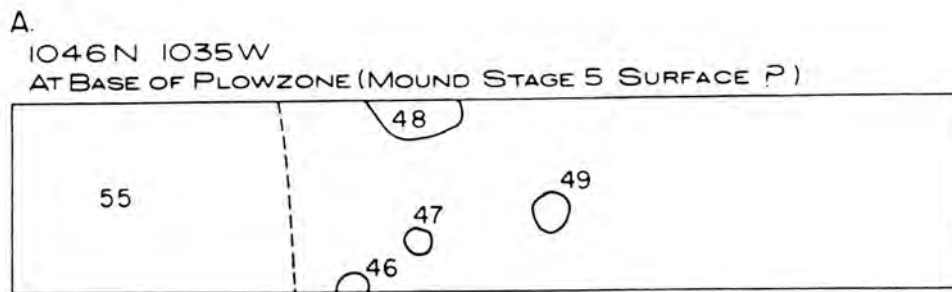 A.
1046N 1035W
AT BASE OF PLOWZONE (MOUND STAGE 5 SURFACE ?)
48
55
49
47
46